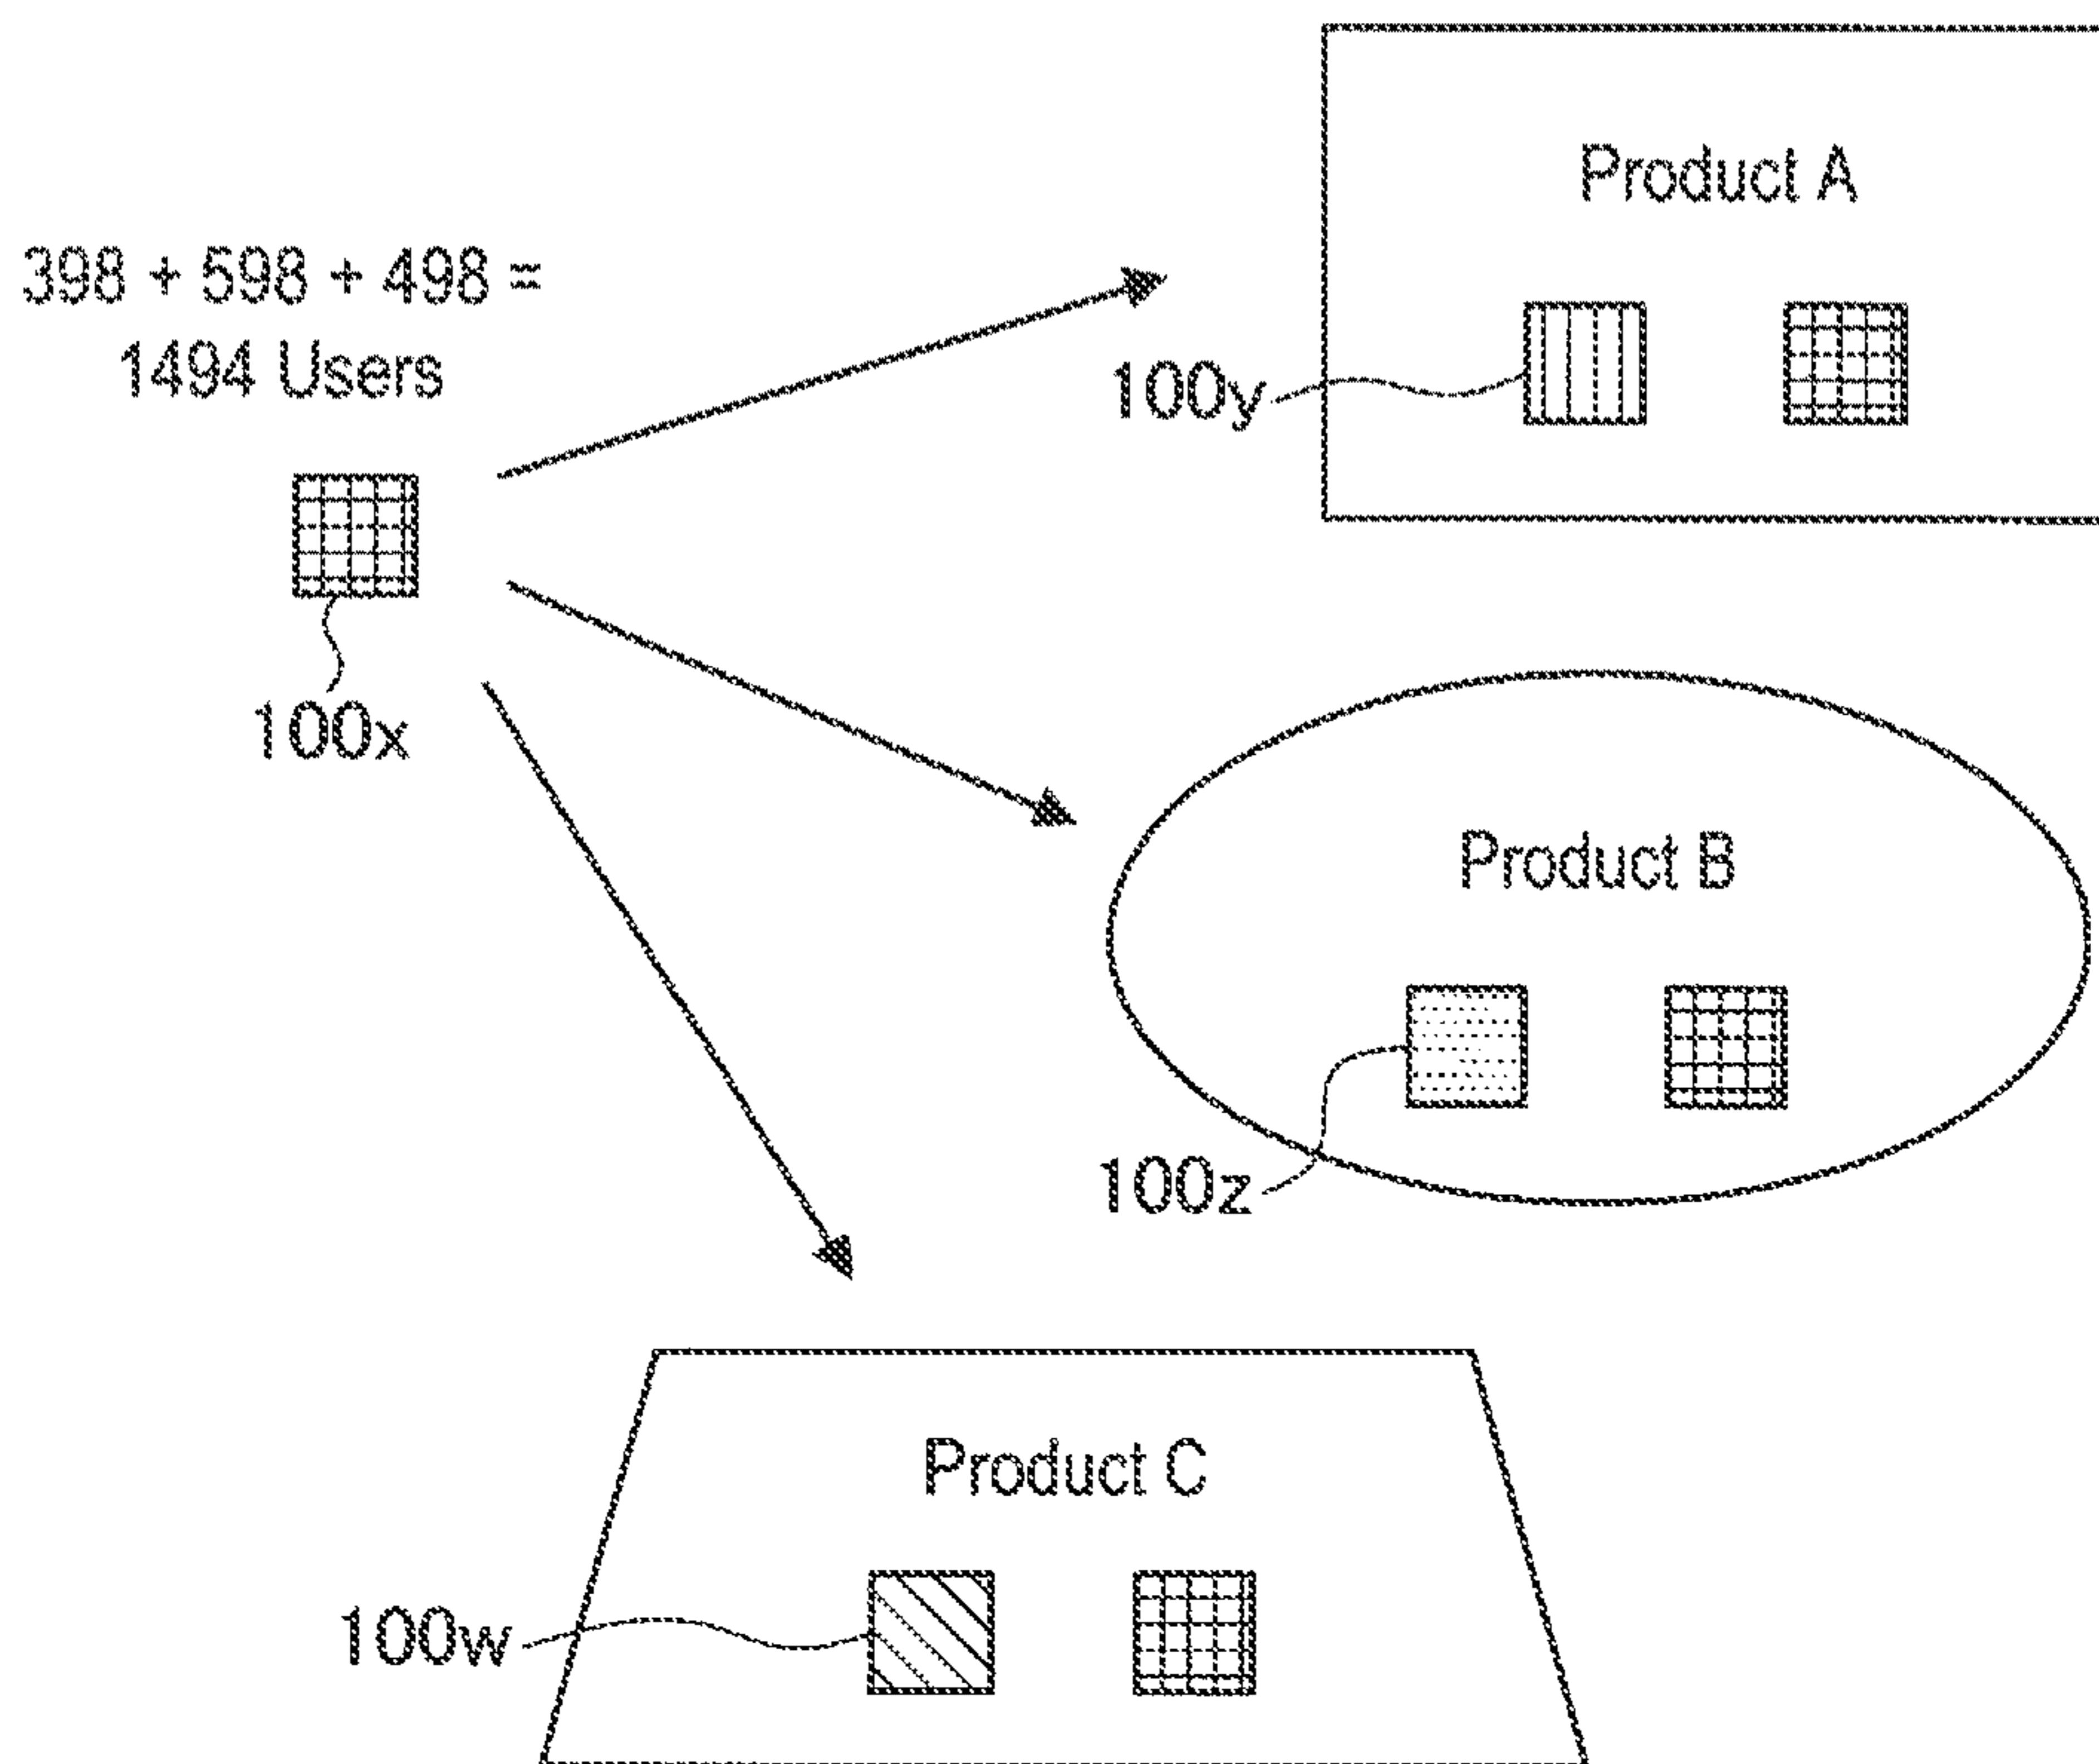 398 + 598 + 498 =
1494 Users
100x
Product A
100y
Product B
100z
Product C
100w